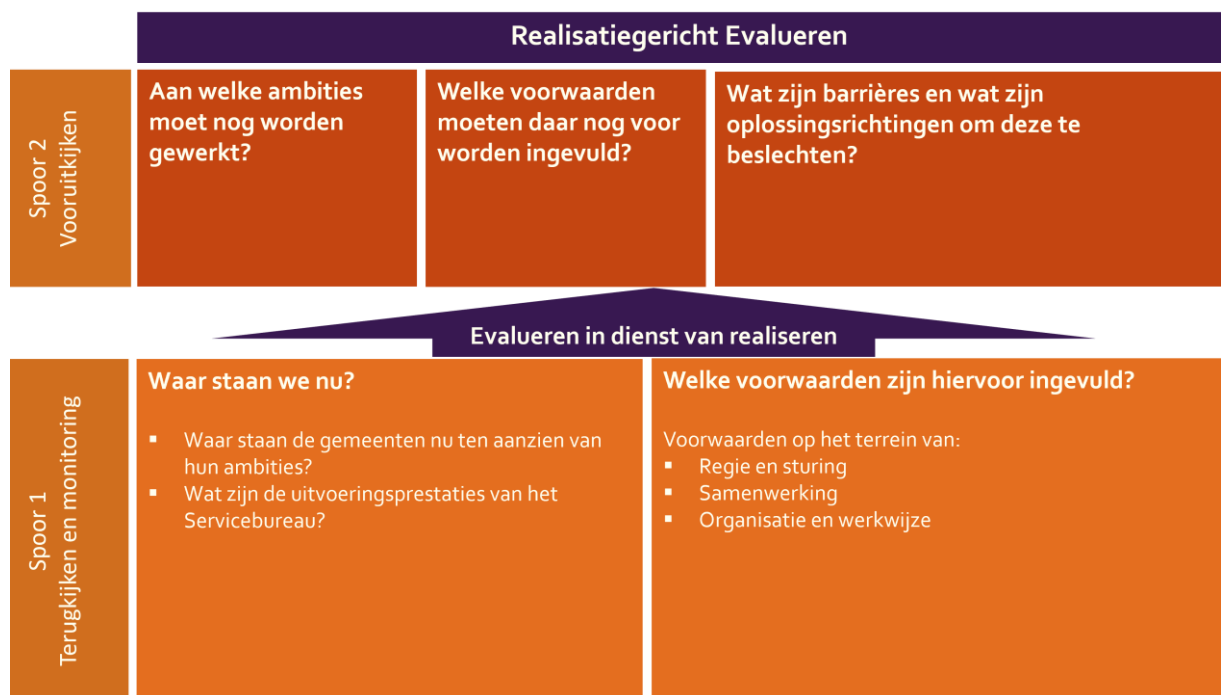 Realisatiegericht Evalueren
Spoor 2
Vooruitkijken
Aan welke ambities
moet nog worden
gewerkt?
Welke voorwaarden
moeten daar nog voor
worden ingevuld?
Wat zijn barrières en wat zijn
oplossingsrichtingen om deze te
beslechten?
Evalueren in dienst van realiseren
Spoor 1
Terugkijken en monitoring
Waar staan we nu?
▪ Waar staan de gemeenten nu ten aanzien van
hun ambities?
▪ Wat zijn de uitvoeringsprestaties van het
Servicebureau?
Welke voorwaarden zijn hiervoor ingevuld?
Voorwaarden op het terrein van:
▪ Regie en sturing
▪ Samenwerking
▪ Organisatie en werkwijze